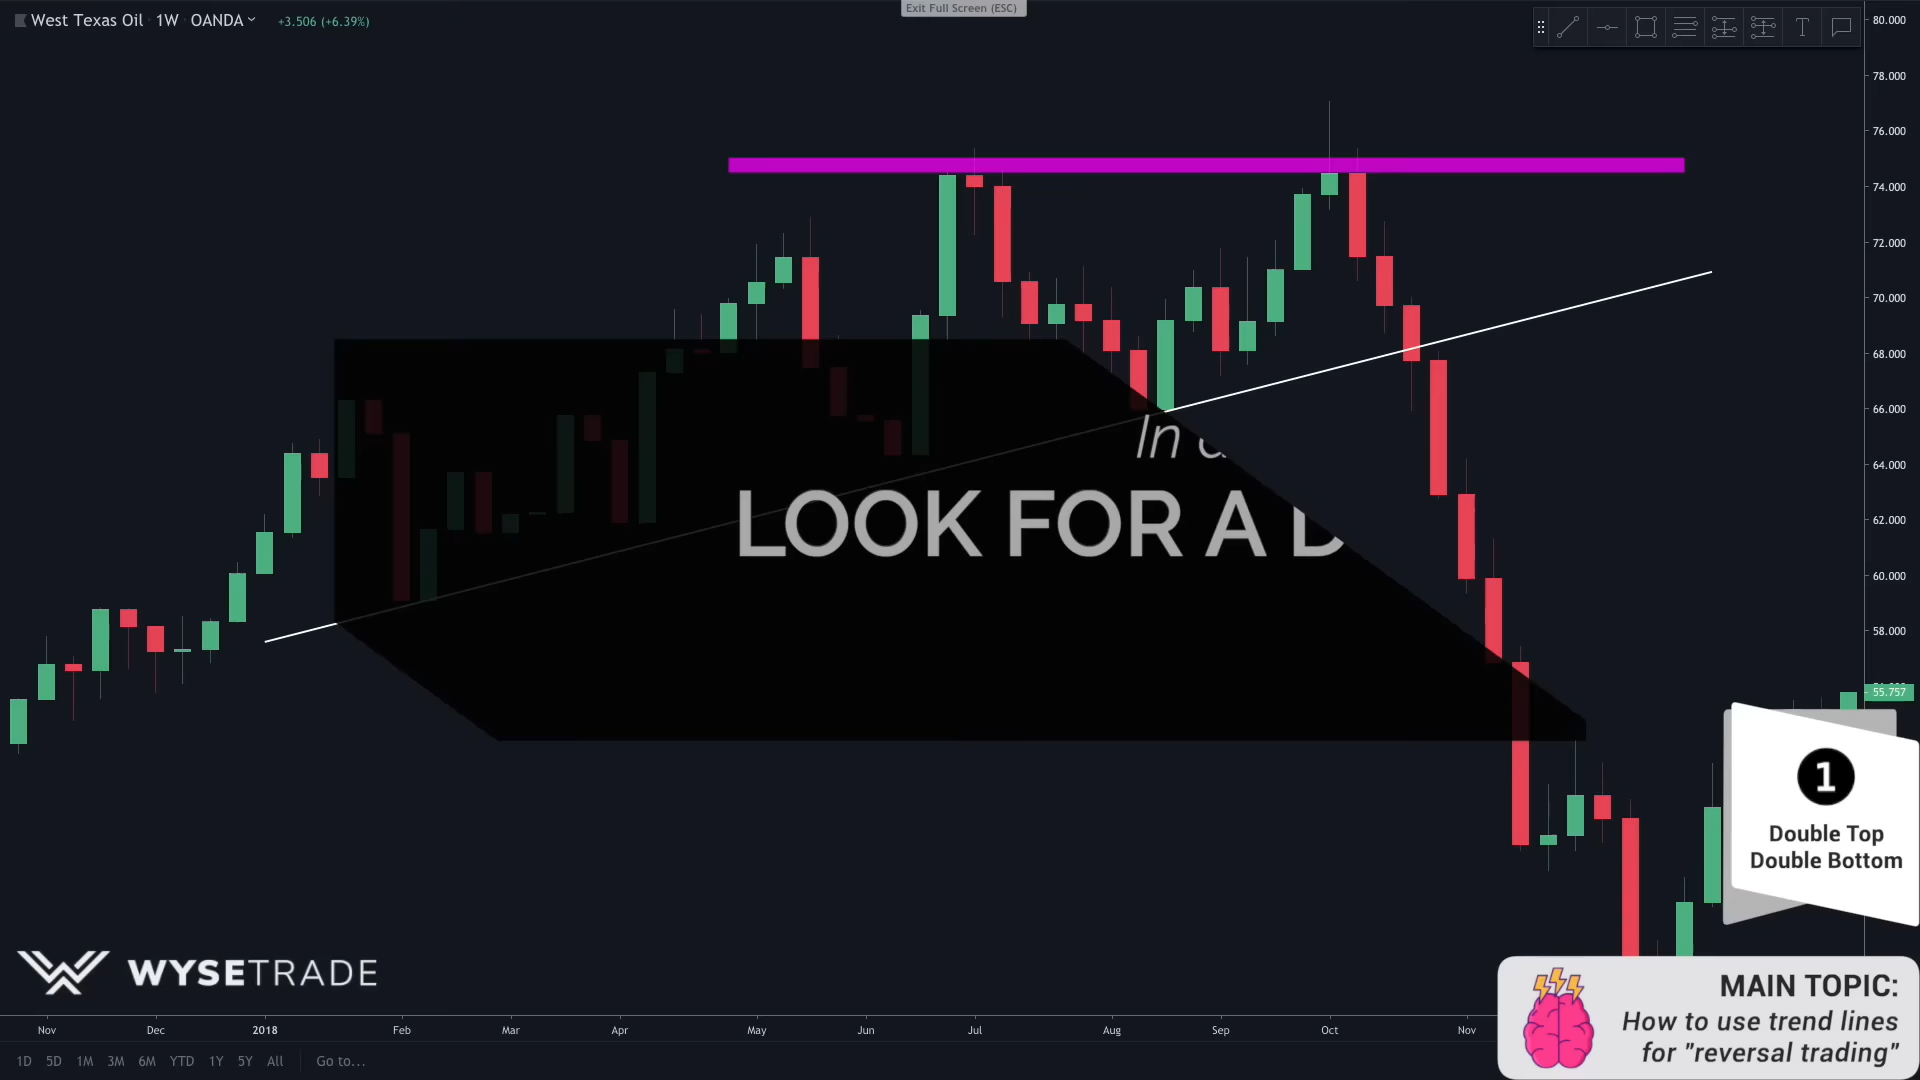 West Texas Oil · 1W · OANDA
+3.506 (+6.39%)
Exit Full Screen (ESC)
T
80.000
78.000
76.000
74.000
72.000
70.000
68.000
66.000
64.000
62.000
60.000
58.000
55.757
In
LOOK FOR A D
1
Double Top
Double Bottom
WYSETRADE
MAIN TOPIC:
How to use trend lines
for "reversal trading"
Nov Dec 2018 Feb Mar Apr May Jun Jul Aug Sep Oct Nov
1D 5D 1M 3M 6M YTD 1Y 5Y All Go to...